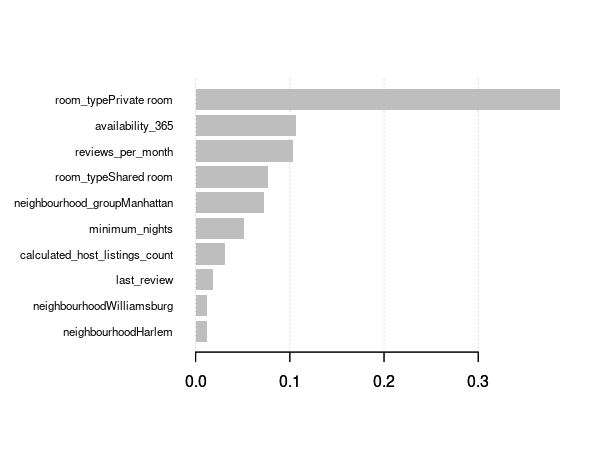 room_typePrivate room
availability_365
reviews_per_month
room_typeShared room
neighbourhood_groupManhattan
minimum_nights
calculated_host_listings_count
last_review
neighbourhoodWilliamsburg
neighbourhoodHarlem
0.0 0.1 0.2 0.3